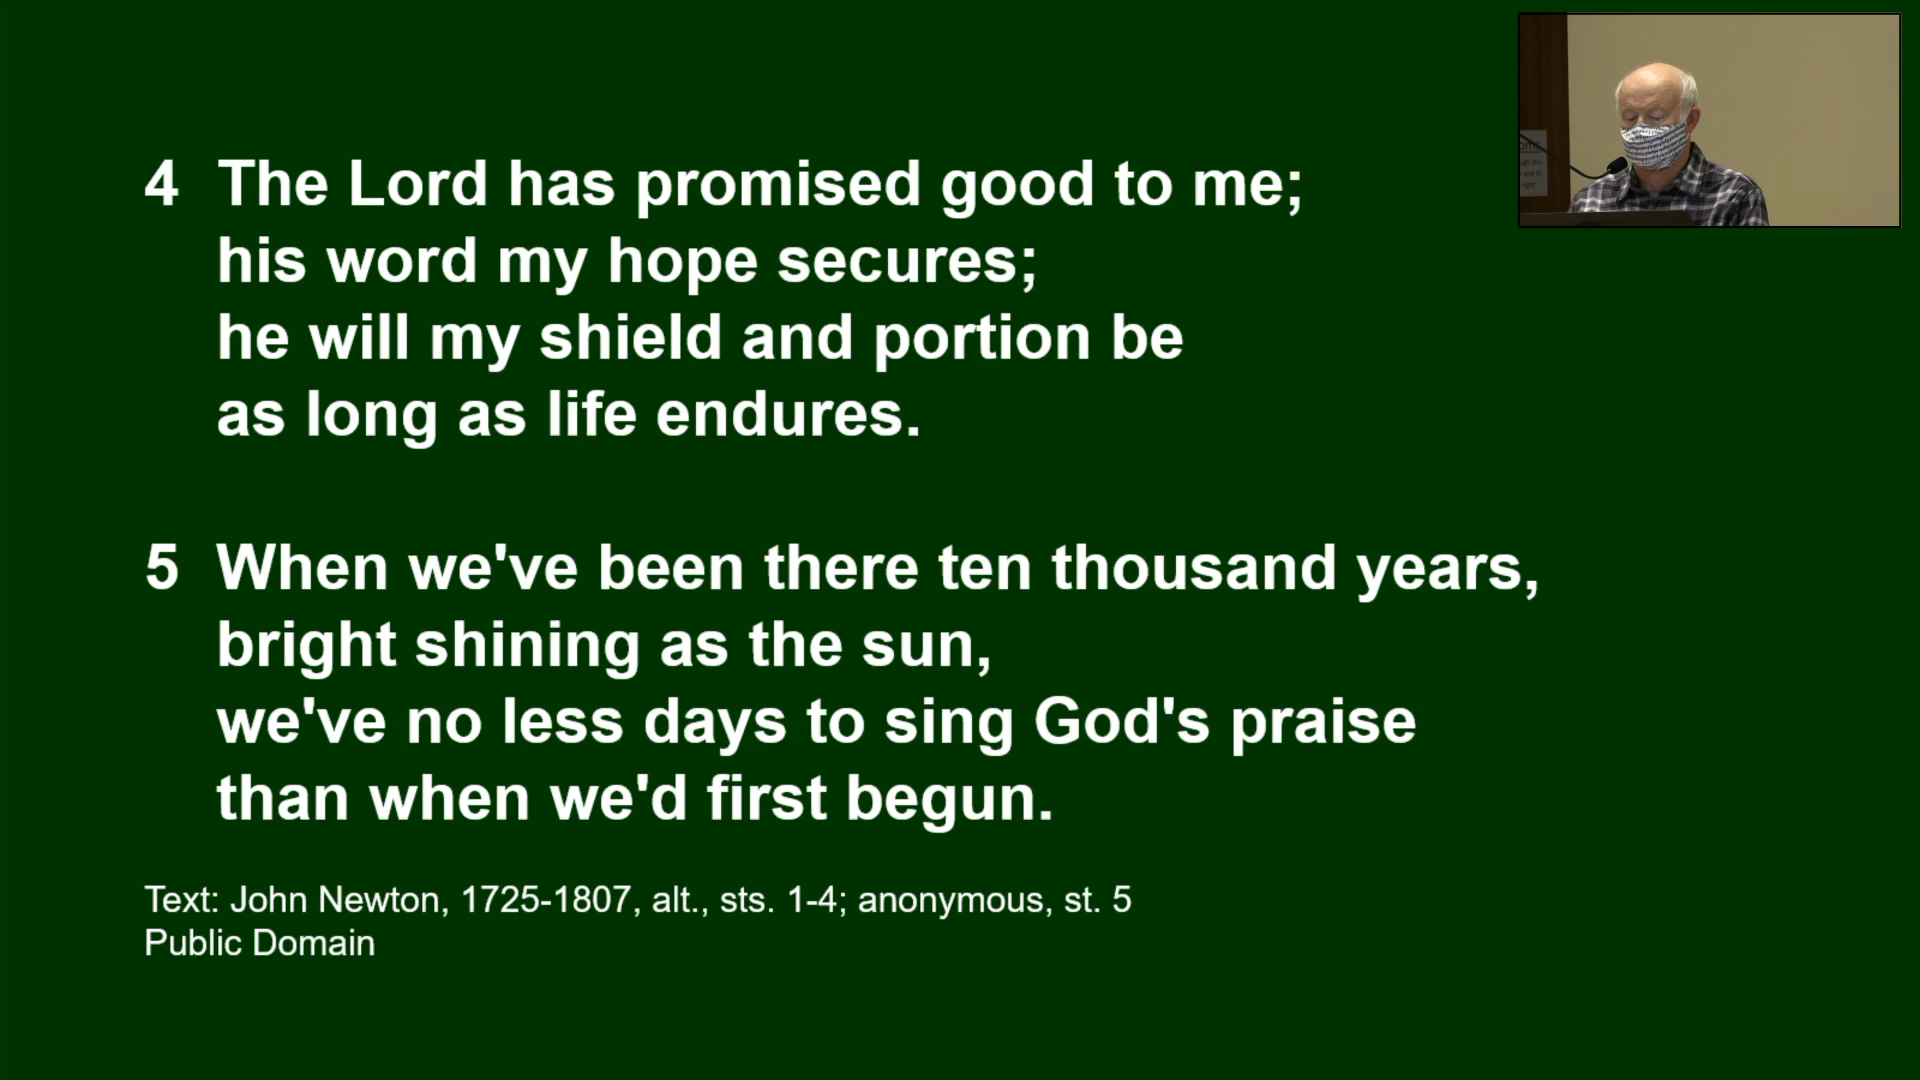 4 The Lord has promised good to me;
his word my hope secures;
he will my shield and portion be
as long as life endures.
5 When we've been there ten thousand years,
bright shining as the sun,
we've no less days to sing God's praise
than when we'd first begun.
Text: John Newton, 1725-1807, alt., sts. 1-4; anonymous, st. 5
Public Domain